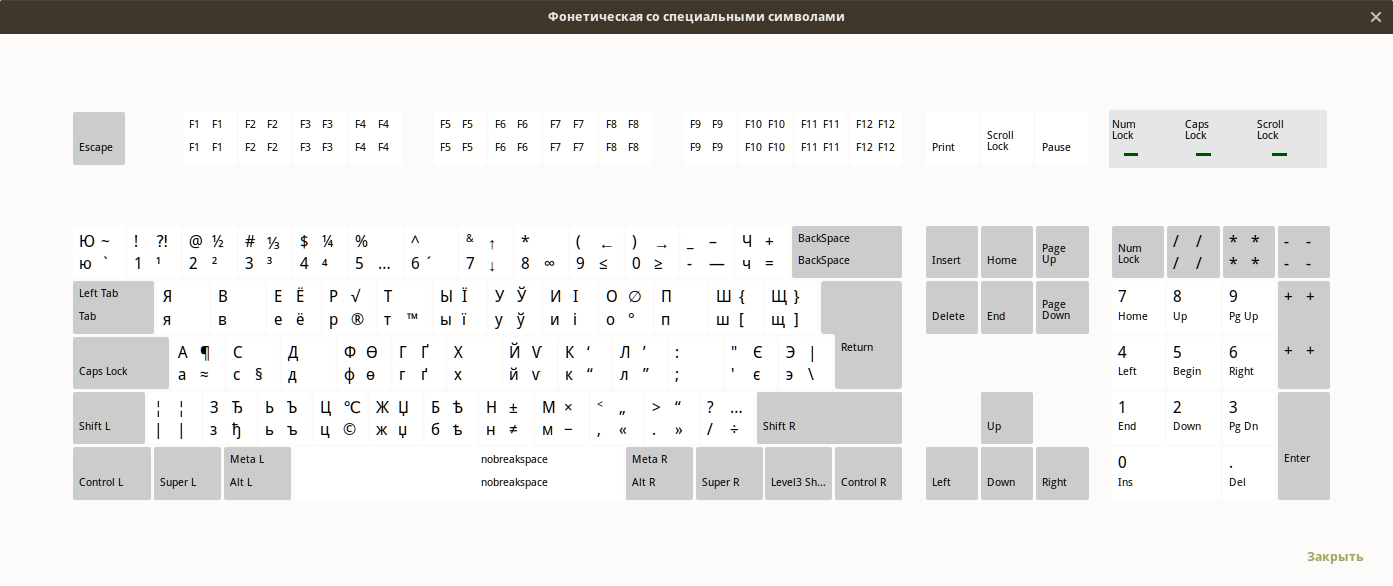 Фонетическая со специальными символами
F1 F1 F2 F2 F3 F3 F4 F4 F5 F5 F6 F6 F7 F7 F8 F8 F9 F9 F10 F10 F11 F11 F12 F12
Escape F1 F1 F2 F2 F3 F3 F4 F4 F5 F5 F6 F6 F7 F7 F8 F8 F9 F9 F10 F10 F11 F11 F12 F12 Print Scroll Lock Pause
Num Lock Caps Lock Scroll Lock
Ю ~ ! ⁈ @ ½ # ⅓ $ ¼ % ^ & ↑ * ( ← ) → _ – Ч + BackSpace
ю ` 1 ¹ 2 ² 3 ³ 4 ⁴ 5 … 6 ´ 7 ↓ 8 ∞ 9 ≤ 0 ≥ - — ч = BackSpace
Insert Home Page Up
Num Lock / / * * - -
/ / * * - -
Left Tab Я В Е Ё Р √ Т Ы Ї У Ў И І О ∅ П Ш { Щ }
Tab я в е ё р ® т ™ ы ї у ў и і о ° п ш [ щ ]
Delete End Page Down
7 8 9 + +
Home Up Pg Up
А ¶ С Д Ф Ѳ Г Ґ Х Й Ѵ К ‘ Л ’ : " Є Э | Return
Caps Lock а ≈ с § д ф ѳ г ґ х й ѵ к “ л ” ; ' є э \
4 5 6 + +
Left Begin Right
¦ ¦ З Ђ Ь Ъ Ц ℃ Ж Џ Б Ѣ Н ± М × < „ > “ ? …
Shift L | | з ђ ь ъ ц © ж џ б ѣ н ≠ м − , « . » / ÷ Shift R
Up
1 2 3
End Down Pg Dn
Meta L nobreakspace Meta R
Control L Super L Alt L nobreakspace Alt R Super R Level3 Sh... Control R
Left Down Right
0 . Enter
Ins Del
Закрыть